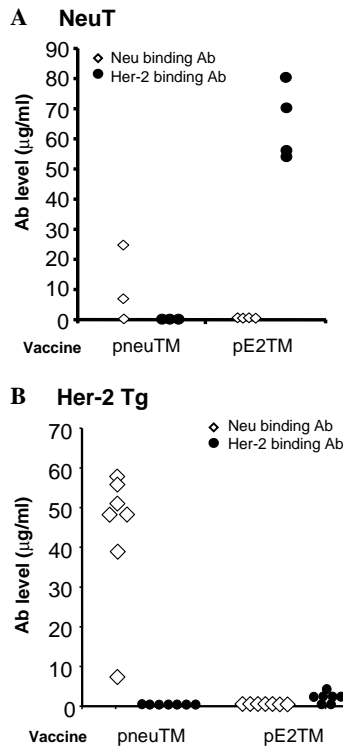 A NeuT
◇ Neu binding Ab
● Her-2 binding Ab
Ab level (μg/ml)
90
80
70
60
50
40
30
20
10
0
Vaccine pneuTM pE2TM
B Her-2 Tg
◇ Neu binding Ab
● Her-2 binding Ab
Ab level (μg/ml)
70
60
50
40
30
20
10
0
Vaccine pneuTM pE2TM